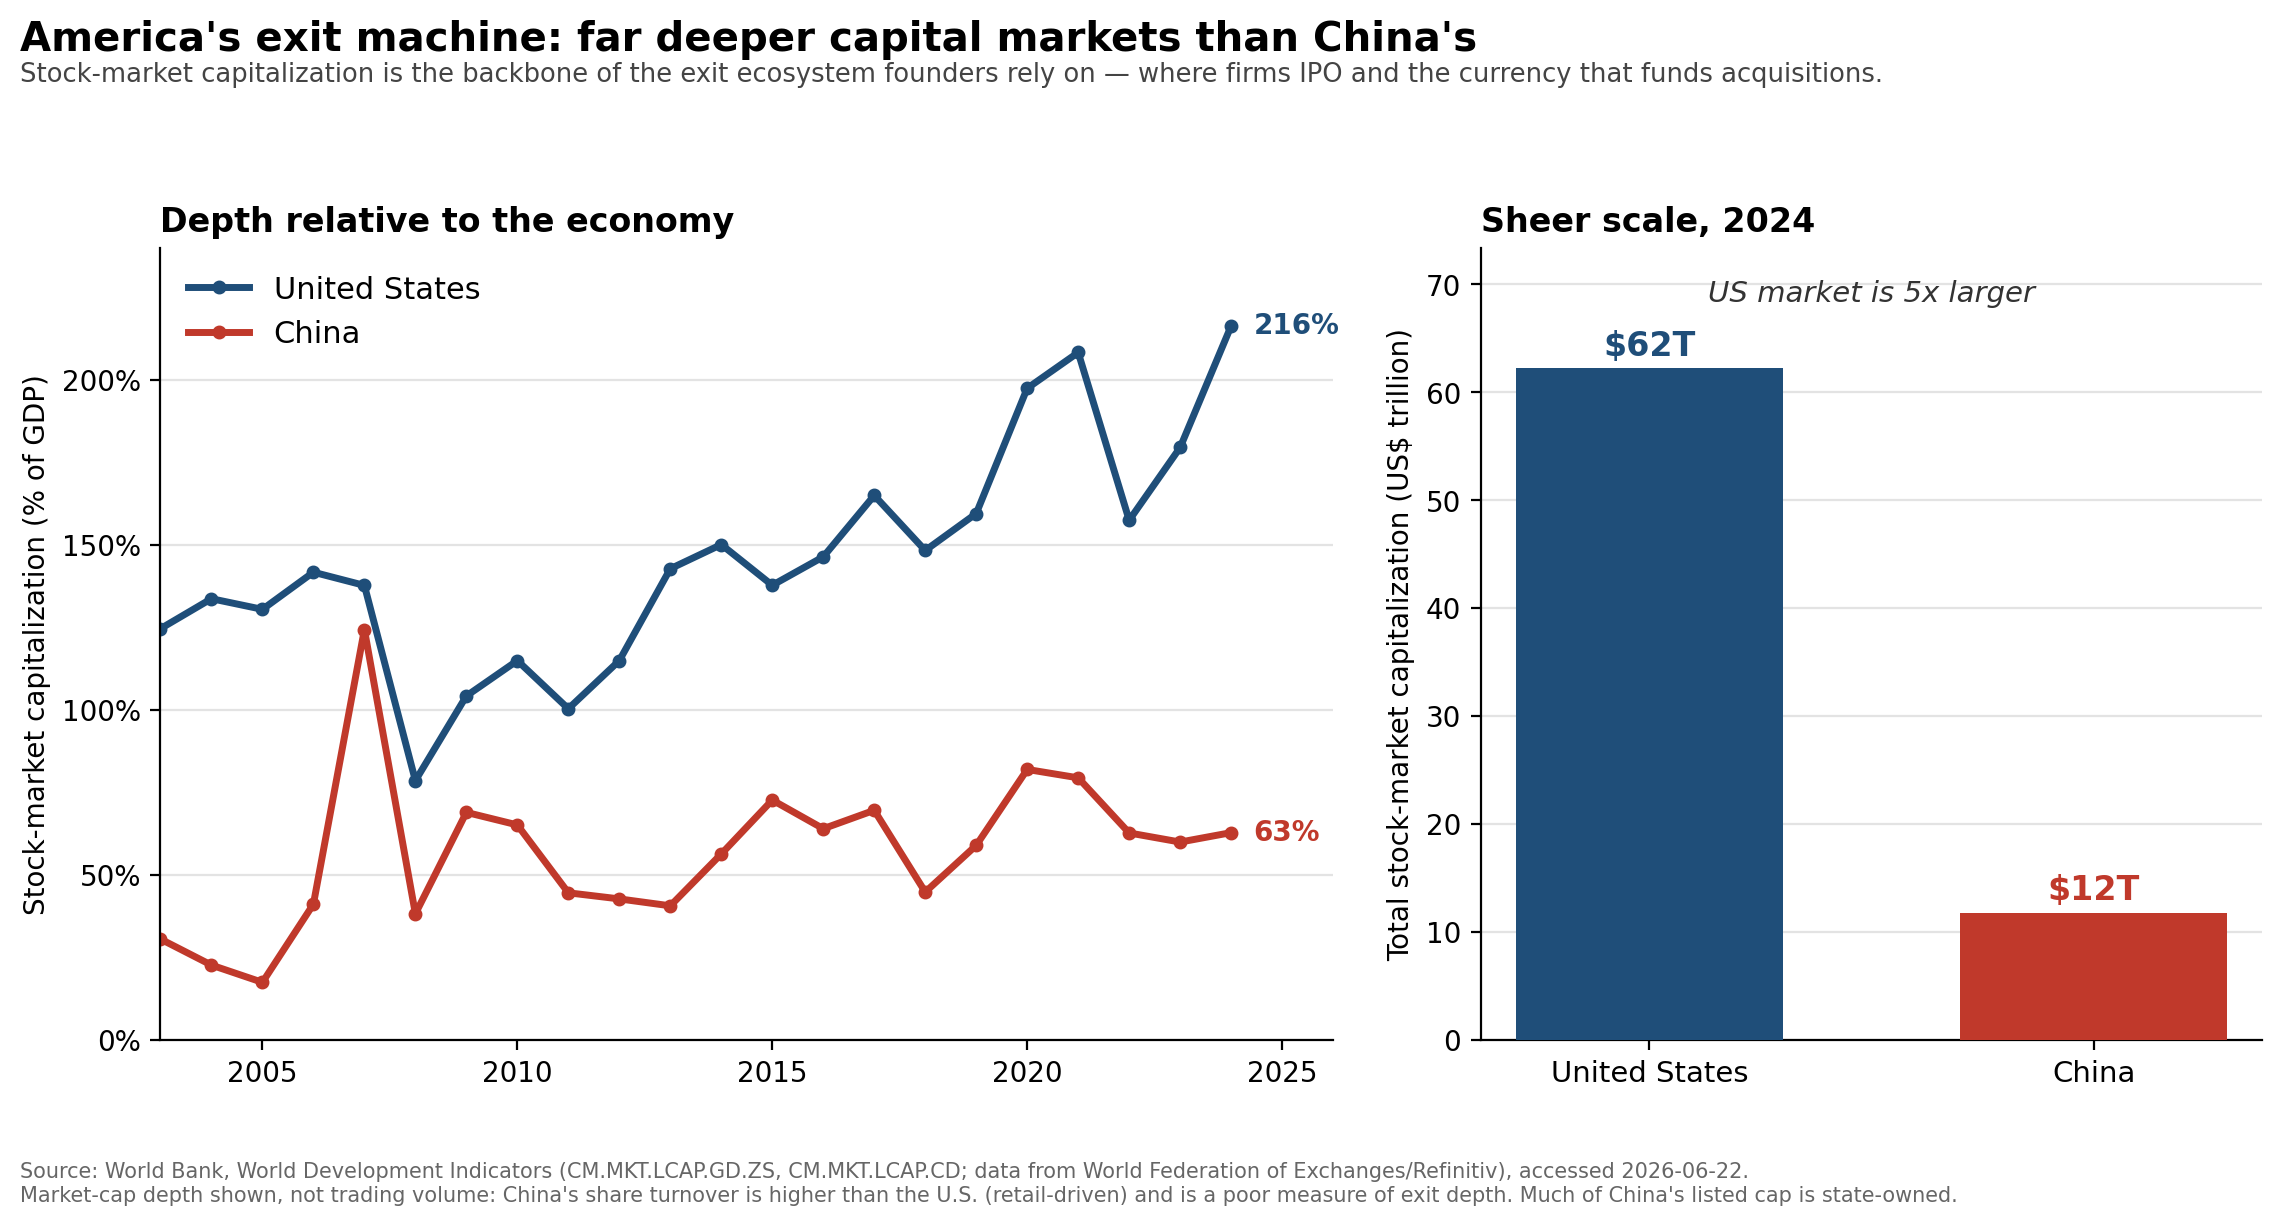 America's exit machine: far deeper capital markets than China's
Stock-market capitalization is the backbone of the exit ecosystem founders rely on — where firms IPO and the currency that funds acquisitions.
Depth relative to the economy
Stock-market capitalization (% of GDP)
United States
China
216%
63%
200%
150%
100%
50%
0%
2005
2010
2015
2020
2025
Sheer scale, 2024
Total stock-market capitalization (US$ trillion)
US market is 5x larger
$62T
$12T
70
60
50
40
30
20
10
0
United States
China
Source: World Bank, World Development Indicators (CM.MKT.LCAP.GD.ZS, CM.MKT.LCAP.CD; data from World Federation of Exchanges/Refinitiv), accessed 2026-06-22.
Market-cap depth shown, not trading volume: China's share turnover is higher than the U.S. (retail-driven) and is a poor measure of exit depth. Much of China's listed cap is state-owned.